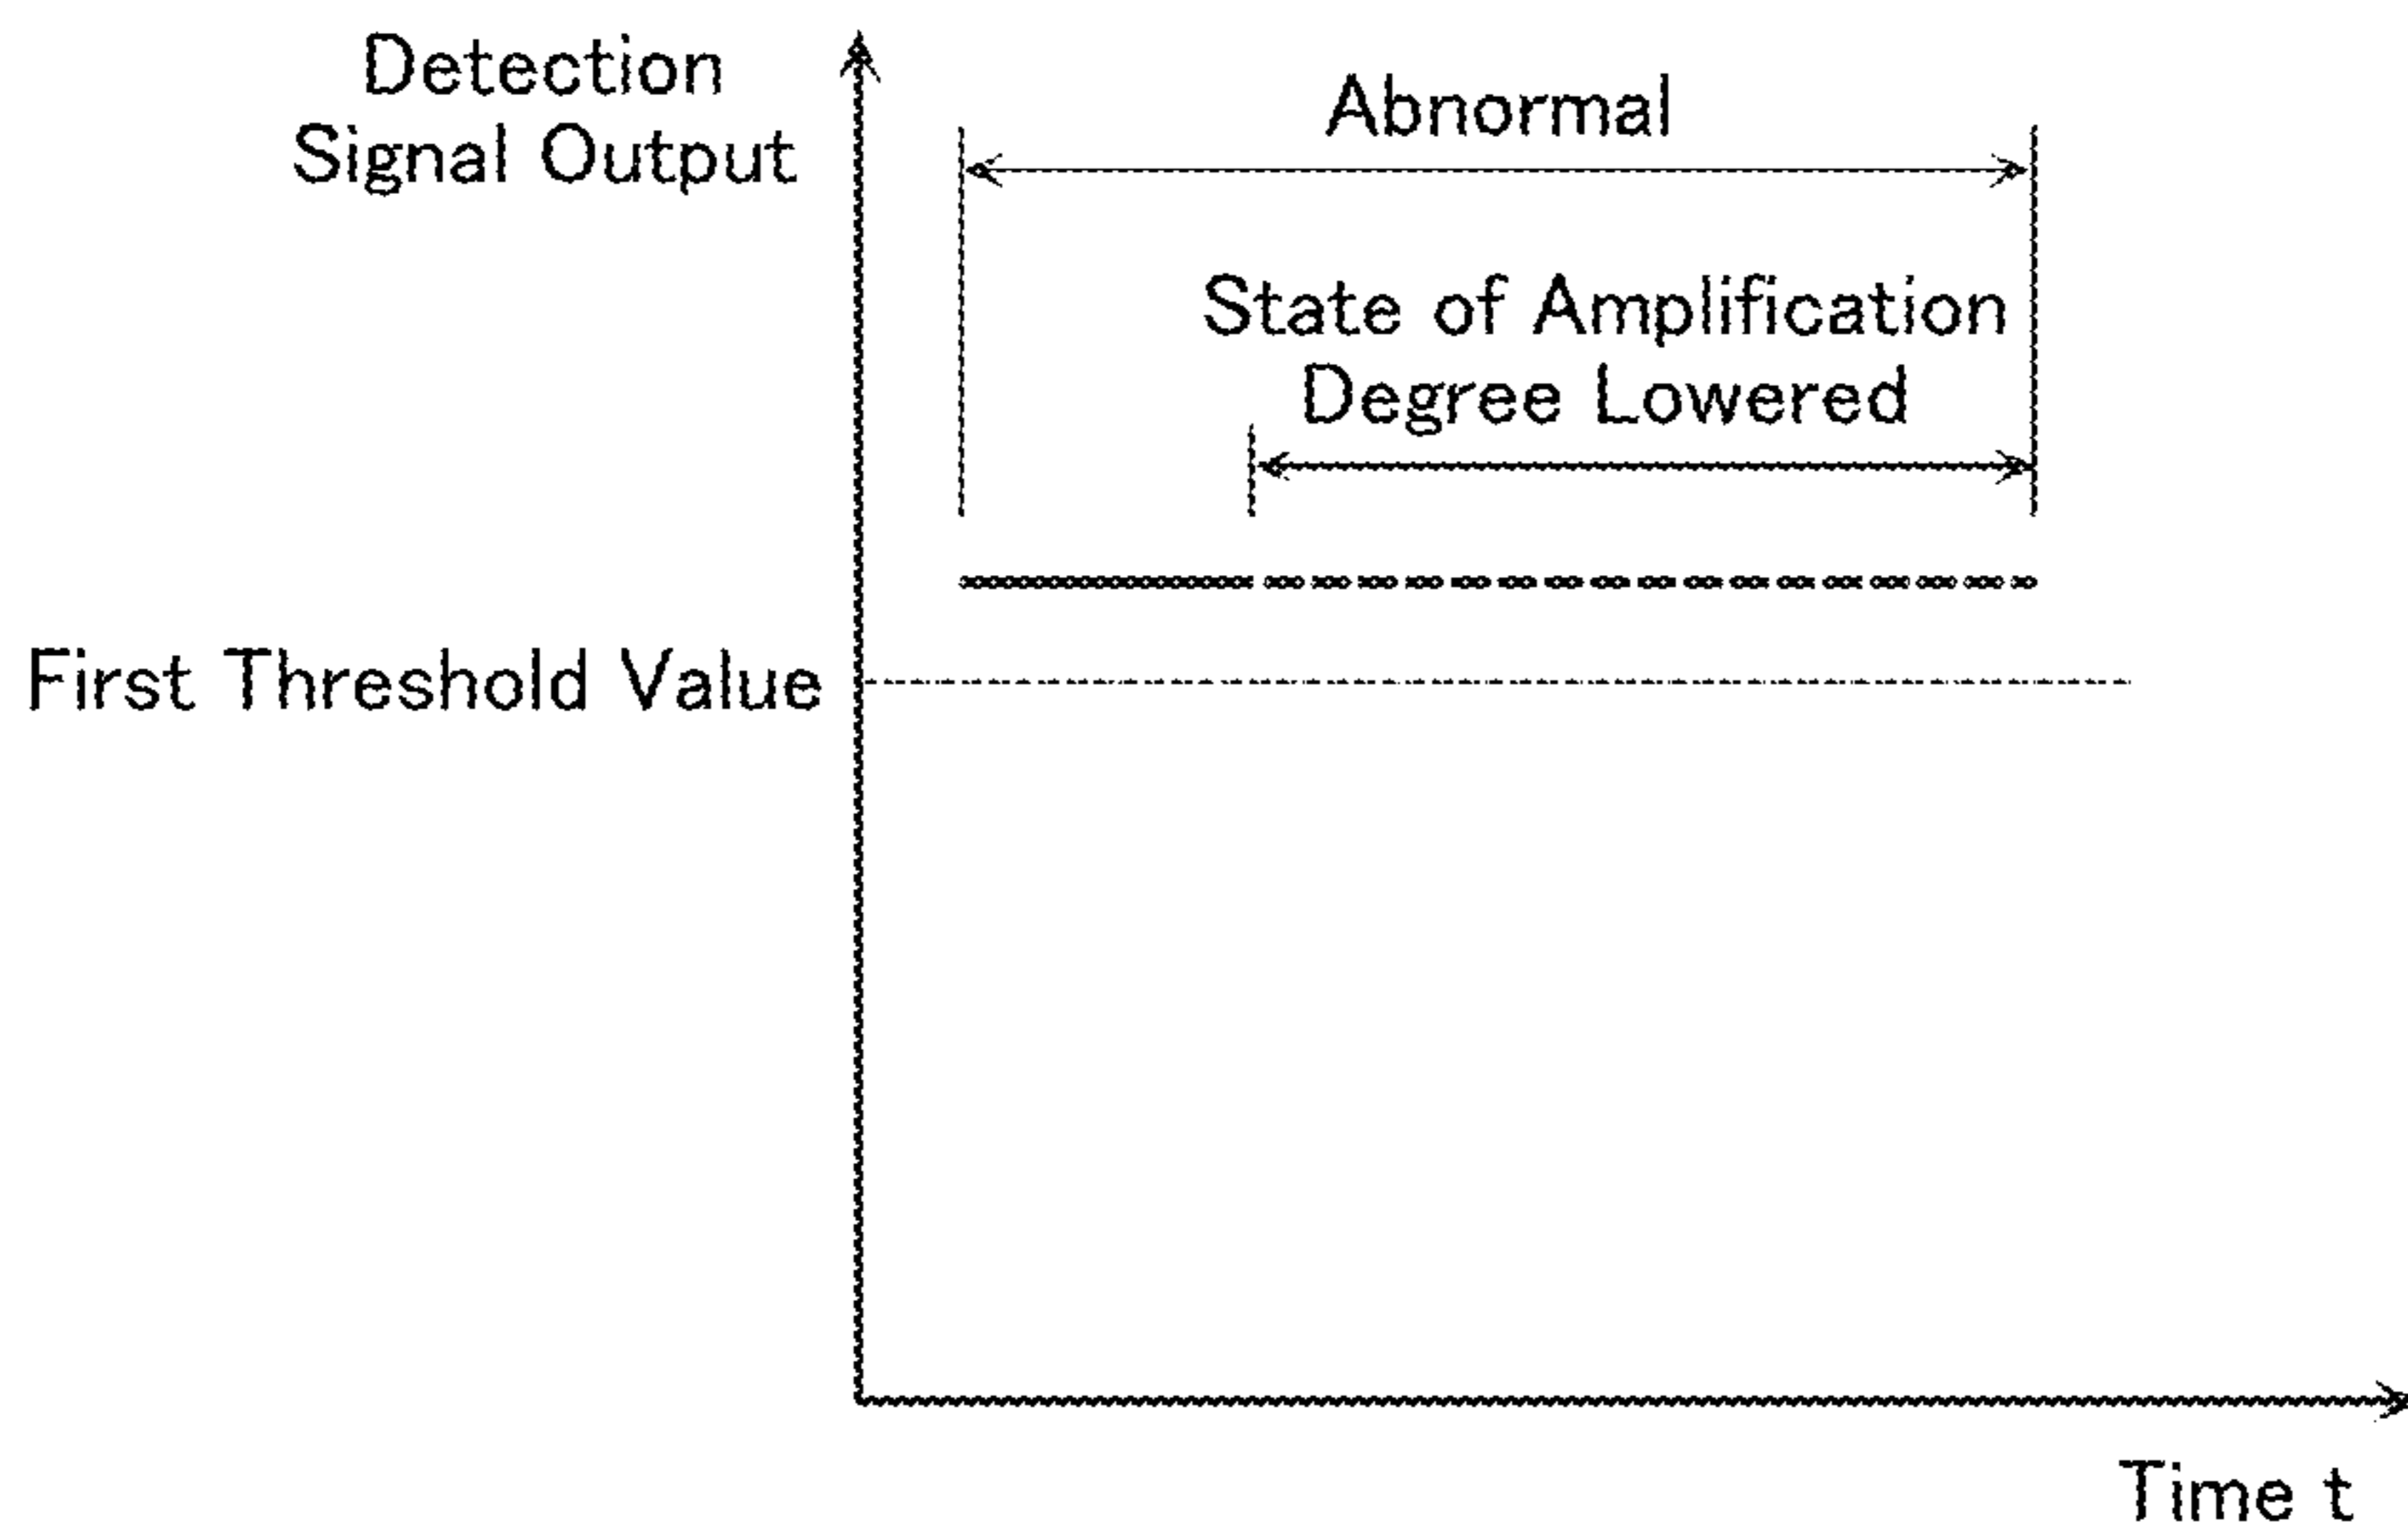 Detection
Signal Output
Abnormal
State of Amplification
Degree Lowered
First Threshold Value
Time t